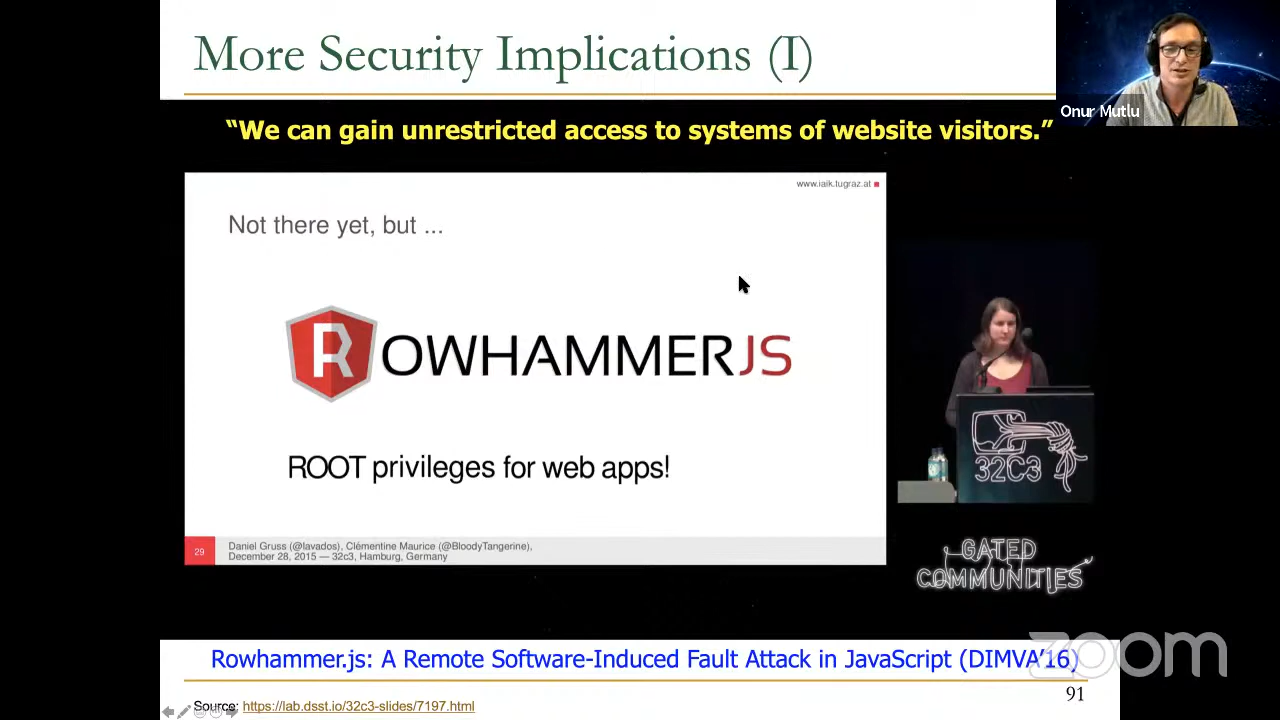 More Security Implications (I)
Onur Mutlu
“We can gain unrestricted access to systems of website visitors.”
www.iaik.tugraz.at
Not there yet, but ...
ROWHAMMERJS
ROOT privileges for web apps!
32C3
29
Daniel Gruss (@lavados), Clémentine Maurice (@BloodyTangerine),
December 28, 2015 — 32c3, Hamburg, Germany
GATED
COMMUNITIES
Rowhammer.js: A Remote Software-Induced Fault Attack in JavaScript (DIMVA’16)
zoom
91
Source: https://lab.dsst.io/32c3-slides/7197.html